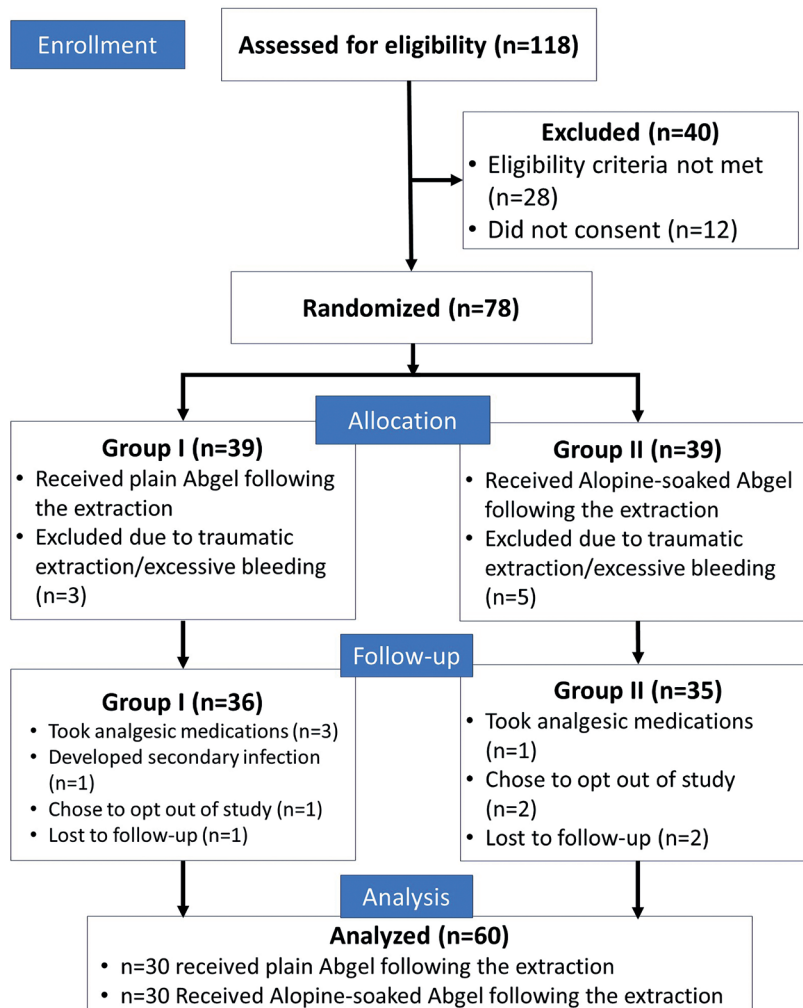 Enrollment
Assessed for eligibility (n=118)
Excluded (n=40)
• Eligibility criteria not met
(n=28)
• Did not consent (n=12)
Randomized (n=78)
Allocation
Group I (n=39)
• Received plain Abgel following
the extraction
• Excluded due to traumatic
extraction/excessive bleeding
(n=3)
Group II (n=39)
• Received Alopine-soaked Abgel
following the extraction
• Excluded due to traumatic
extraction/excessive bleeding
(n=5)
Follow-up
Group I (n=36)
• Took analgesic medications (n=3)
• Developed secondary infection
(n=1)
• Chose to opt out of study (n=1)
• Lost to follow-up (n=1)
Group II (n=35)
• Took analgesic medications
(n=1)
• Chose to opt out of study
(n=2)
• Lost to follow-up (n=2)
Analysis
Analyzed (n=60)
• n=30 received plain Abgel following the extraction
• n=30 Received Alopine-soaked Abgel following the extraction